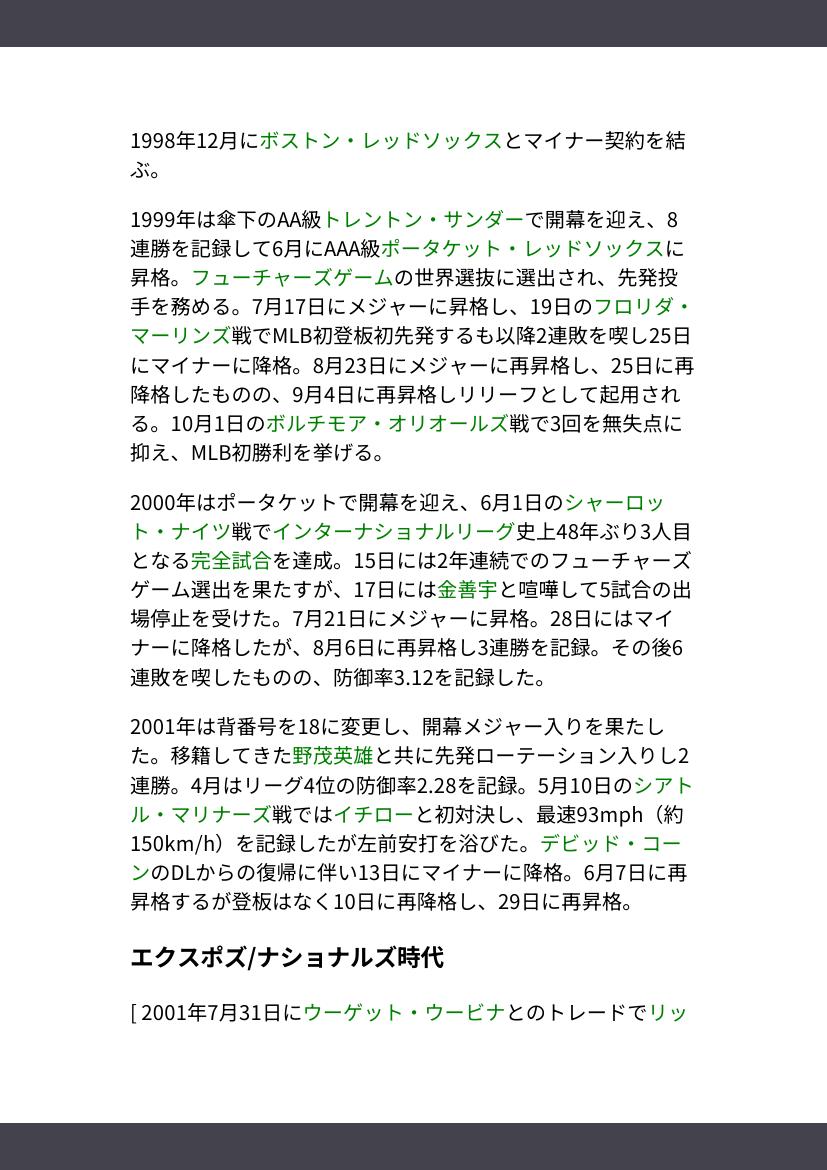 1998年12月にボストン・レッドソックスとマイナー契約を結
ぶ。
1999年は傘下のAA級トレントン・サンダーで開幕を迎え、8
連勝を記録して6月にAAA級ポータケット・レッドソックスに
昇格。フューチャーズゲームの世界選抜に選出され、先発投
手を務める。7月17日にメジャーに昇格し、19日のフロリダ・
マーリンズ戦でMLB初登板初先発するも以降2連敗を喫し25日
にマイナーに降格。8月23日にメジャーに再昇格し、25日に再
降格したものの、9月4日に再昇格しリリーフとして起用され
る。10月1日のボルチモア・オリオールズ戦で3回を無失点に
抑え、MLB初勝利を挙げる。
2000年はポータケットで開幕を迎え、6月1日のシャーロッ
ト・ナイツ戦でインターナショナルリーグ史上48年ぶり3人目
となる完全試合を達成。15日には2年連続でのフューチャーズ
ゲーム選出を果たすが、17日には金善宇と喧嘩して5試合の出
場停止を受けた。7月21日にメジャーに昇格。28日にはマイ
ナーに降格したが、8月6日に再昇格し3連勝を記録。その後6
連敗を喫したものの、防御率3.12を記録した。
2001年は背番号を18に変更し、開幕メジャー入りを果たし
た。移籍してきた野茂英雄と共に先発ローテーション入りし2
連勝。4月はリーグ4位の防御率2.28を記録。5月10日のシアト
ル・マリナーズ戦ではイチローと初対決し、最速93mph（約
150km/h）を記録したが左前安打を浴びた。デビッド・コー
ンのDLからの復帰に伴い13日にマイナーに降格。6月7日に再
昇格するが登板はなく10日に再降格し、29日に再昇格。
エクスポズ/ナショナルズ時代
[ 2001年7月31日にウーゲット・ウービナとのトレードでリッ